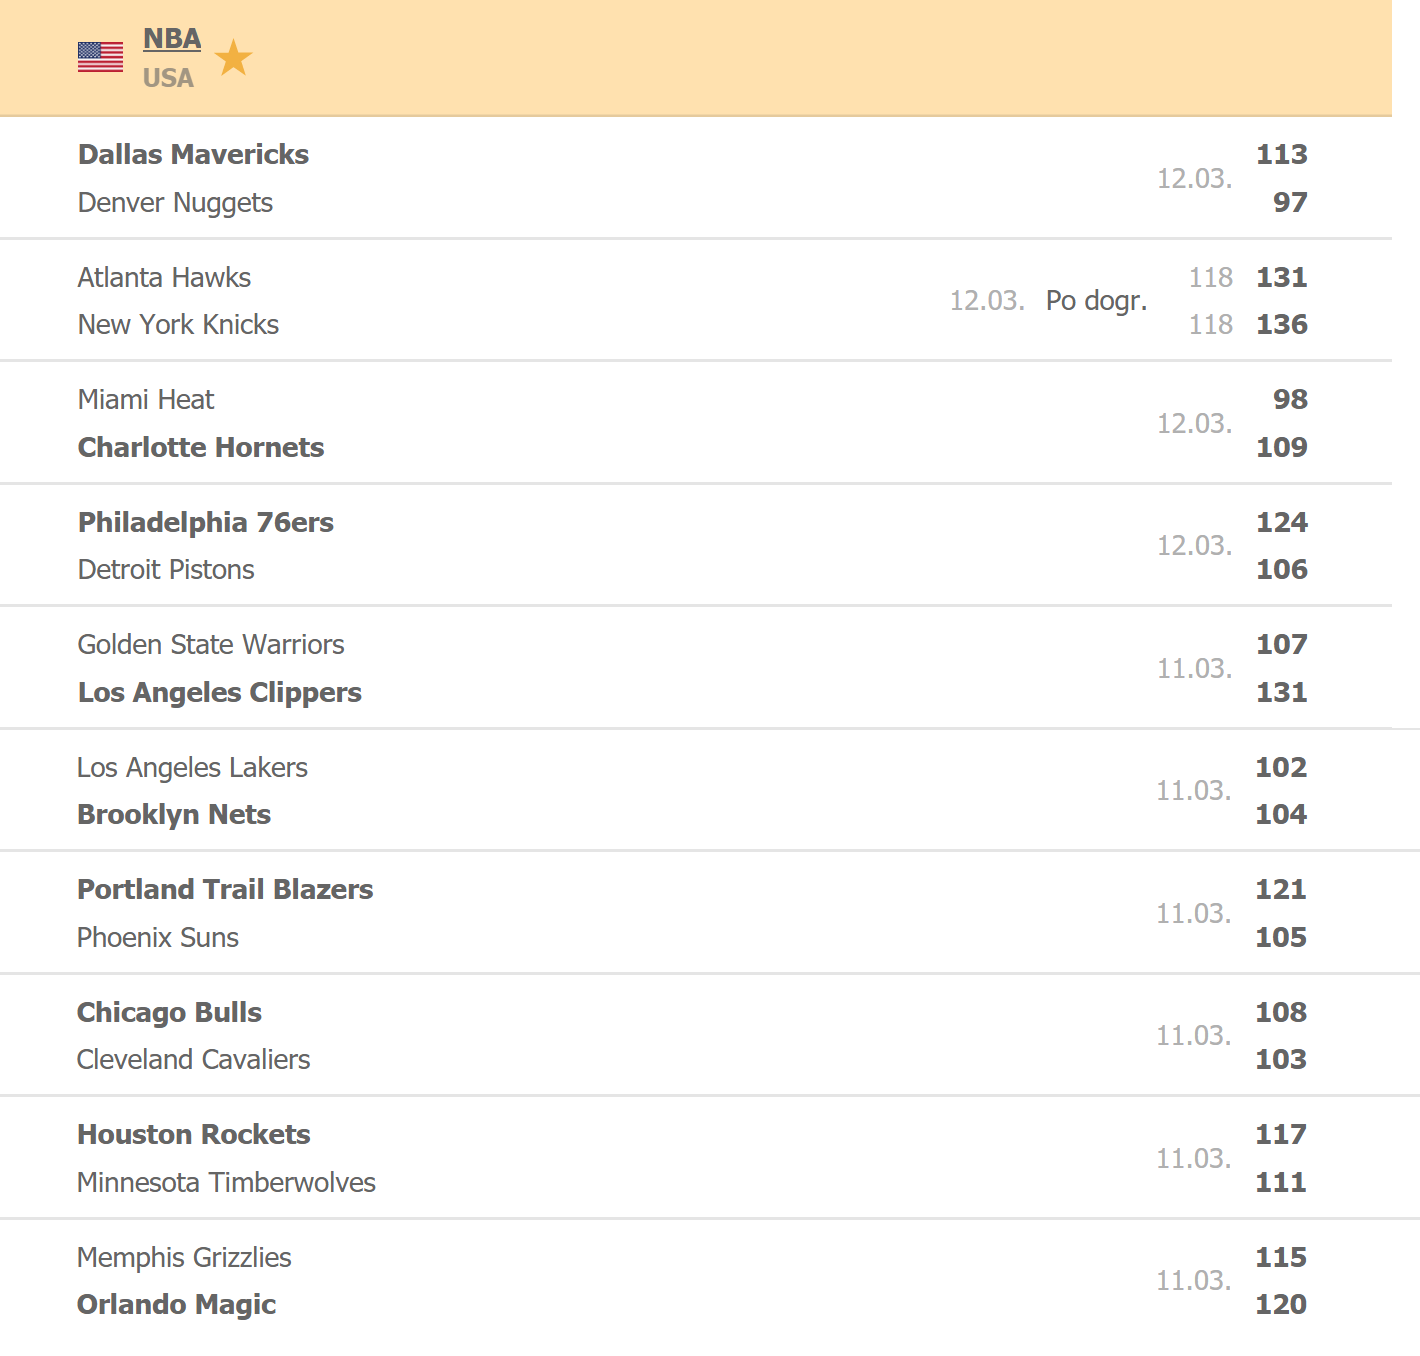 NBA
USA
Dallas Mavericks 113
12.03.
Denver Nuggets 97
Atlanta Hawks 118 131
12.03. Po dogr.
New York Knicks 118 136
Miami Heat 98
12.03.
Charlotte Hornets 109
Philadelphia 76ers 124
12.03.
Detroit Pistons 106
Golden State Warriors 107
11.03.
Los Angeles Clippers 131
Los Angeles Lakers 102
11.03.
Brooklyn Nets 104
Portland Trail Blazers 121
11.03.
Phoenix Suns 105
Chicago Bulls 108
11.03.
Cleveland Cavaliers 103
Houston Rockets 117
11.03.
Minnesota Timberwolves 111
Memphis Grizzlies 115
11.03.
Orlando Magic 120